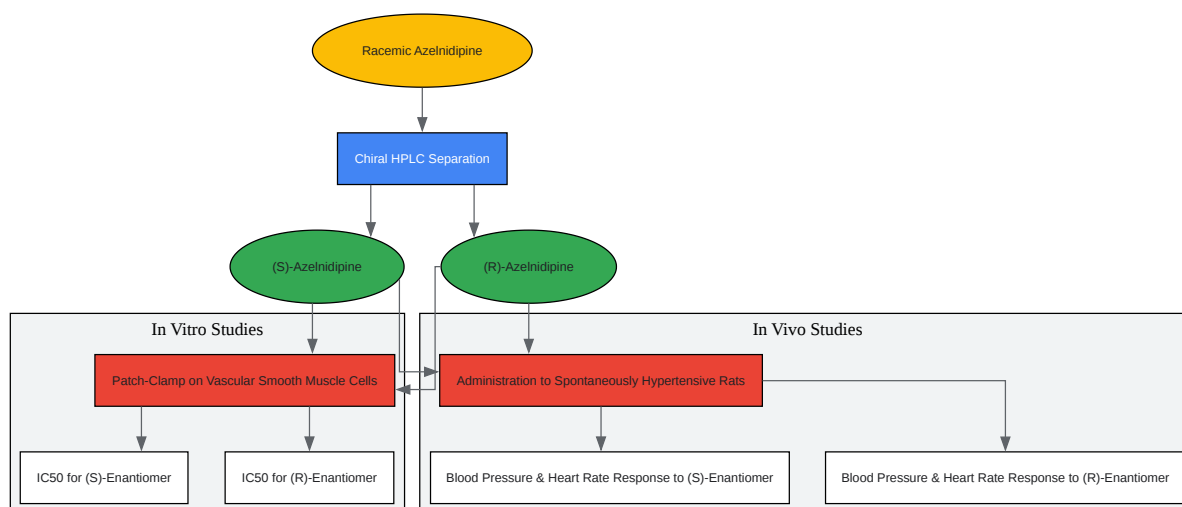 Racemic Azelnidipine
Chiral HPLC Separation
(S)-Azelnidipine
(R)-Azelnidipine
In Vitro Studies
In Vivo Studies
Patch-Clamp on Vascular Smooth Muscle Cells
Administration to Spontaneously Hypertensive Rats
IC50 for (S)-Enantiomer
IC50 for (R)-Enantiomer
Blood Pressure & Heart Rate Response to (S)-Enantiomer
Blood Pressure & Heart Rate Response to (R)-Enantiomer